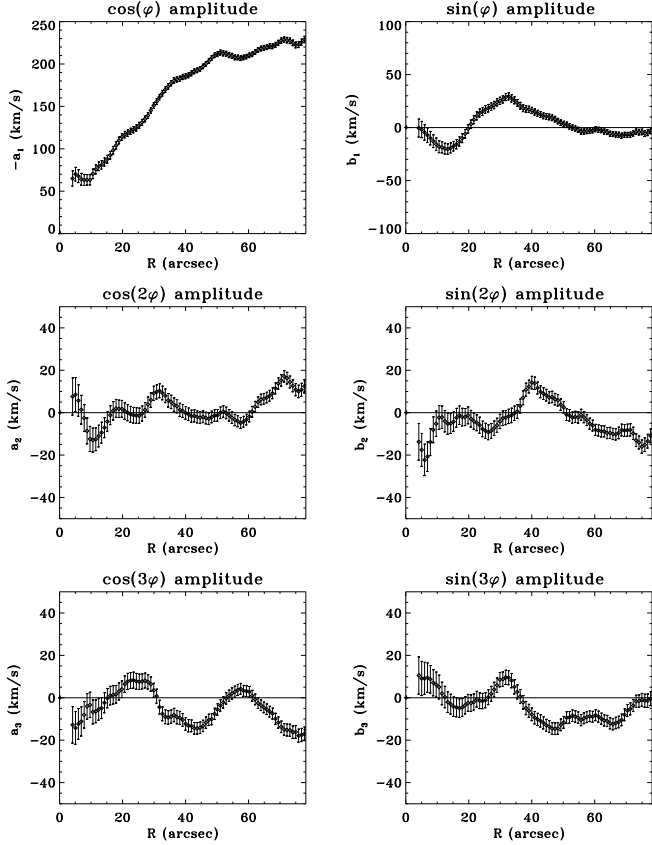 cos(φ) amplitude
-a₁ (km/s)
250
200
150
100
50
0
0 20 40 60
R (arcsec)
sin(φ) amplitude
b₁ (km/s)
100
50
0
-50
-100
0 20 40 60
R (arcsec)
cos(2φ) amplitude
a₂ (km/s)
40
20
0
-20
-40
0 20 40 60
R (arcsec)
sin(2φ) amplitude
b₂ (km/s)
40
20
0
-20
-40
0 20 40 60
R (arcsec)
cos(3φ) amplitude
a₃ (km/s)
40
20
0
-20
-40
0 20 40 60
R (arcsec)
sin(3φ) amplitude
b₃ (km/s)
40
20
0
-20
-40
0 20 40 60
R (arcsec)